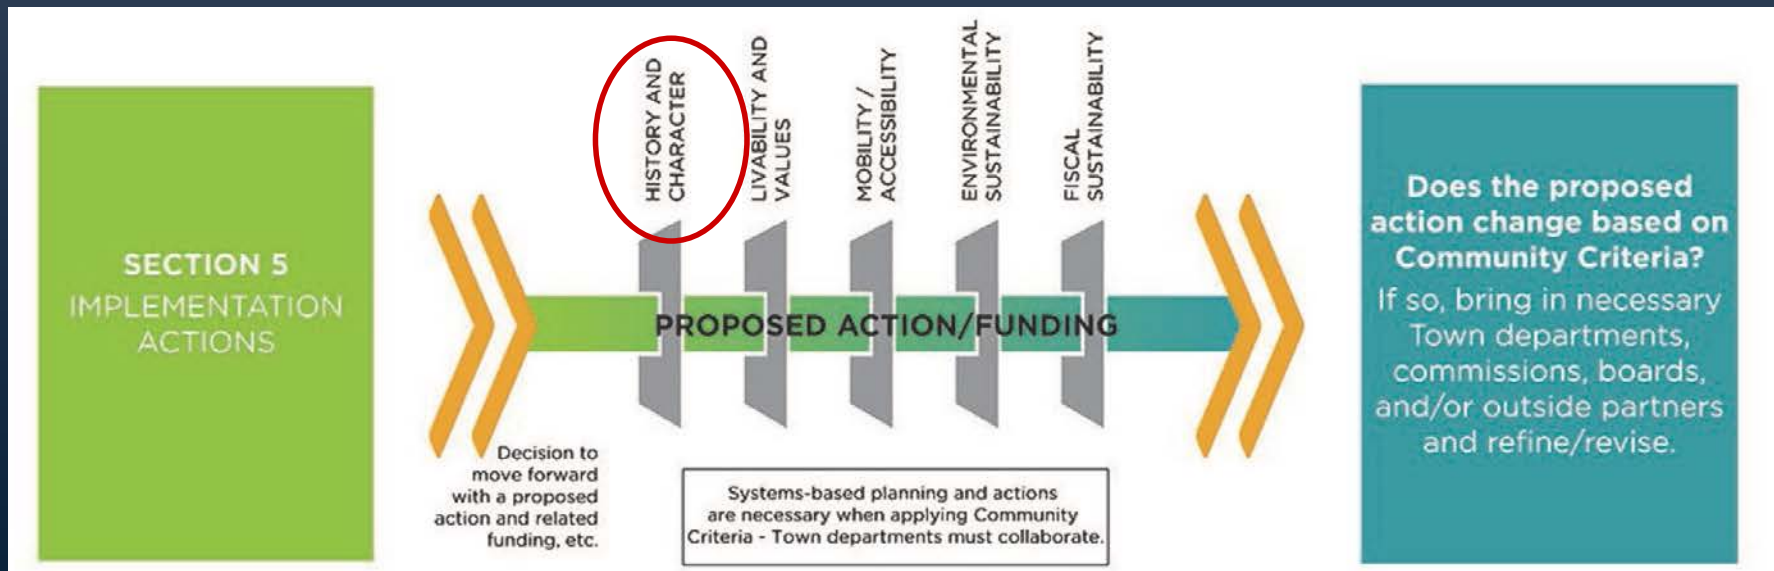 SECTION 5
IMPLEMENTATION
ACTIONS
Decision to
move forward
with a proposed
action and related
funding, etc.
HISTORY AND
CHARACTER
LIVABILITY AND
VALUES
MOBILITY /
ACCESSIBILITY
ENVIRONMENTAL
SUSTAINABILITY
FISCAL
SUSTAINABILITY
PROPOSED ACTION/FUNDING
Systems-based planning and actions
are necessary when applying Community
Criteria - Town departments must collaborate.
Does the proposed
action change based on
Community Criteria?
If so, bring in necessary
Town departments,
commissions, boards,
and/or outside partners
and refine/revise.